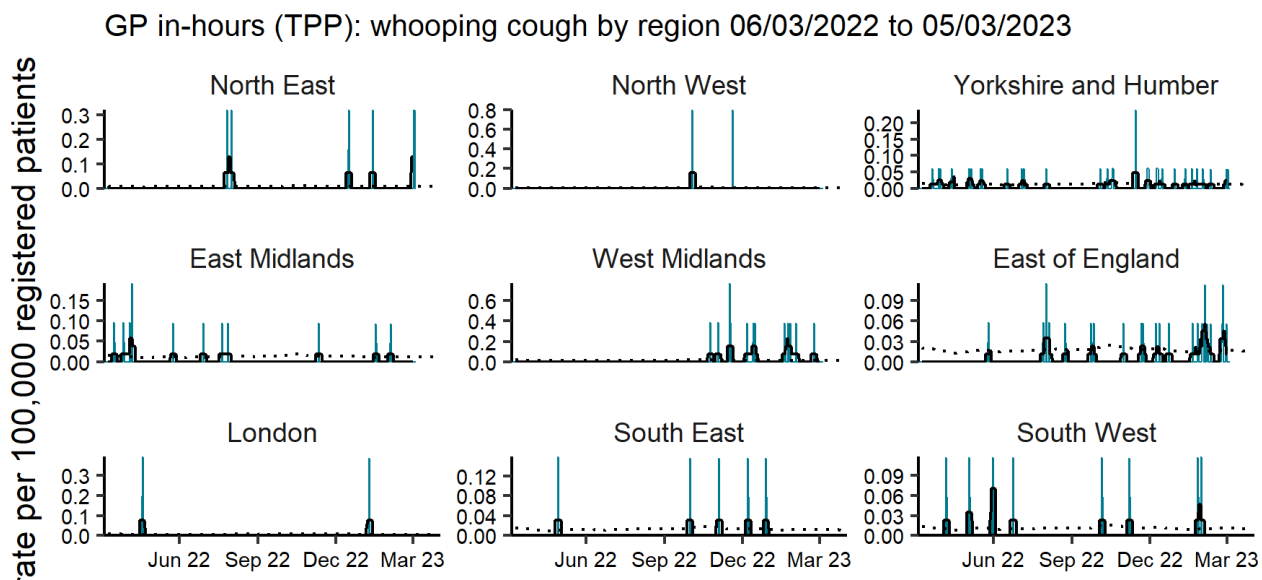 GP in-hours (TPP): whooping cough by region 06/03/2022 to 05/03/2023
rate per 100,000 registered patients
North East
0.3
0.2
0.1
0.0
North West
0.8
0.6
0.4
0.2
0.0
Yorkshire and Humber
0.20
0.15
0.10
0.05
0.00
East Midlands
0.15
0.10
0.05
0.00
West Midlands
0.6
0.4
0.2
0.0
East of England
0.09
0.06
0.03
0.00
London
0.3
0.2
0.1
0.0
South East
0.12
0.08
0.04
0.00
South West
0.09
0.06
0.03
0.00
Jun 22 Sep 22 Dec 22 Mar 23
Jun 22 Sep 22 Dec 22 Mar 23
Jun 22 Sep 22 Dec 22 Mar 23